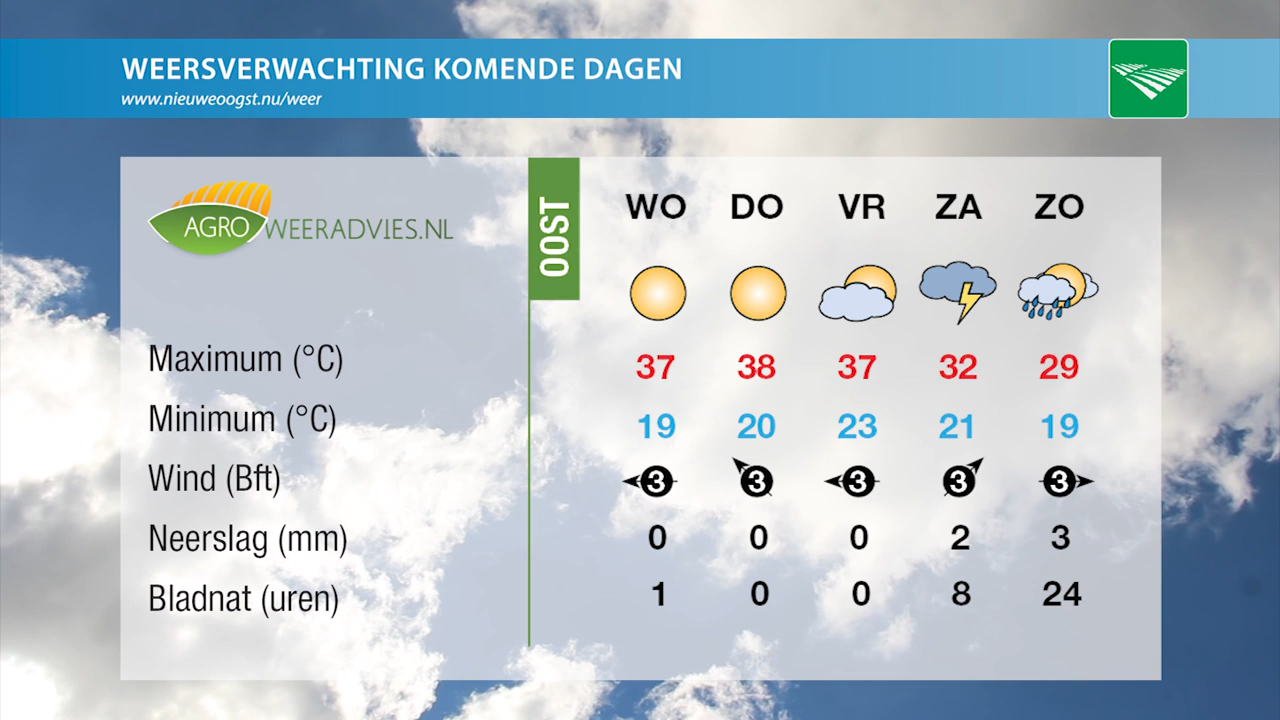 WEERSVERWACHTING KOMENDE DAGEN
www.nieuweoogst.nu/weer
AGRO WEERADVIES.NL
OOST
WO DO VR ZA ZO
Maximum (°C) 37 38 37 32 29
Minimum (°C) 19 20 23 21 19
Wind (Bft) 3 3 3 3 3
Neerslag (mm) 0 0 0 2 3
Bladnat (uren) 1 0 0 8 24